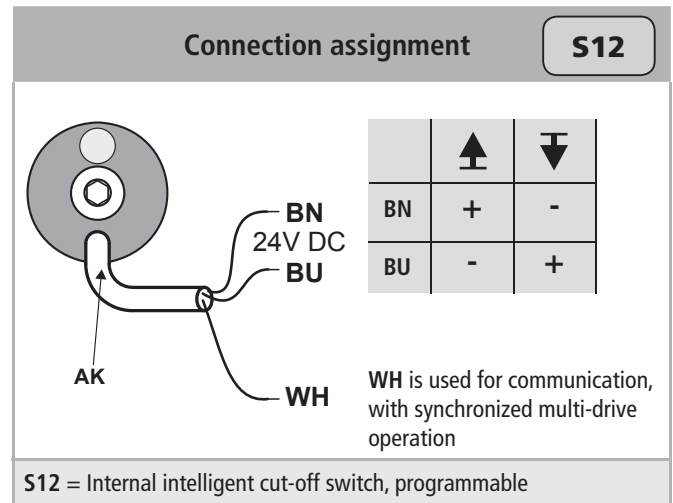 Connection assignment
S12
BN
24V DC
BU
AK
WH
BN + -
BU - +
WH is used for communication,
with synchronized multi-drive
operation
S12 = Internal intelligent cut-off switch, programmable